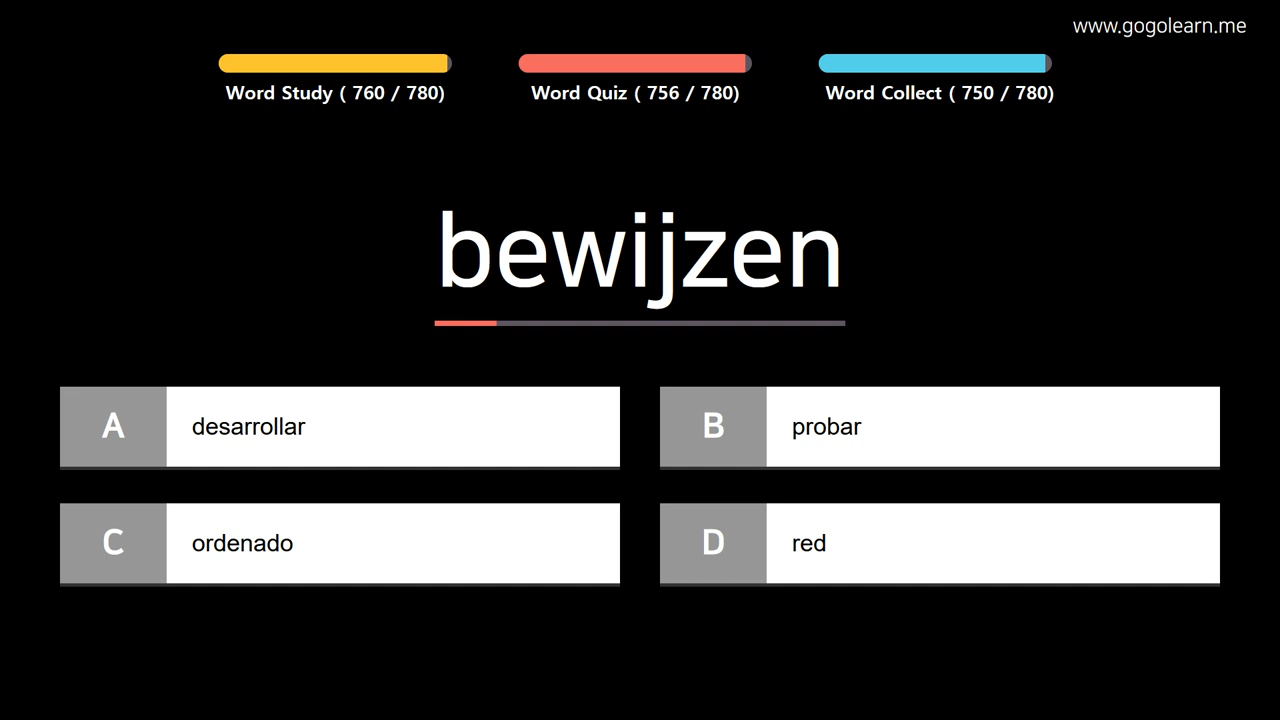 www.gogolearn.me
Word Study ( 760 / 780)
Word Quiz ( 756 / 780)
Word Collect ( 750 / 780)
bewijzen
A desarrollar
B probar
C ordenado
D red